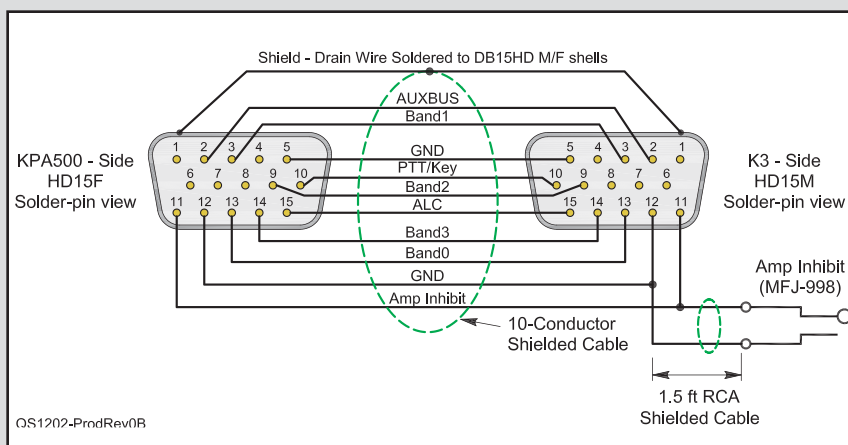 Shield - Drain Wire Soldered to DB15HD M/F shells
AUXBUS
Band1
1 2 3 4 5
GND
5 4 3 2 1
KPA500 - Side
HD15F
Solder-pin view
6 7 8 9 10
PTT/Key
10 9 8 7 6
K3 - Side
HD15M
Solder-pin view
Band2
11 12 13 14 15
ALC
15 14 13 12 11
Band3
Band0
GND
Amp Inhibit
Amp Inhibit
(MFJ-998)
10-Conductor
Shielded Cable
1.5 ft RCA
Shielded Cable
QS1202-ProdRev0B